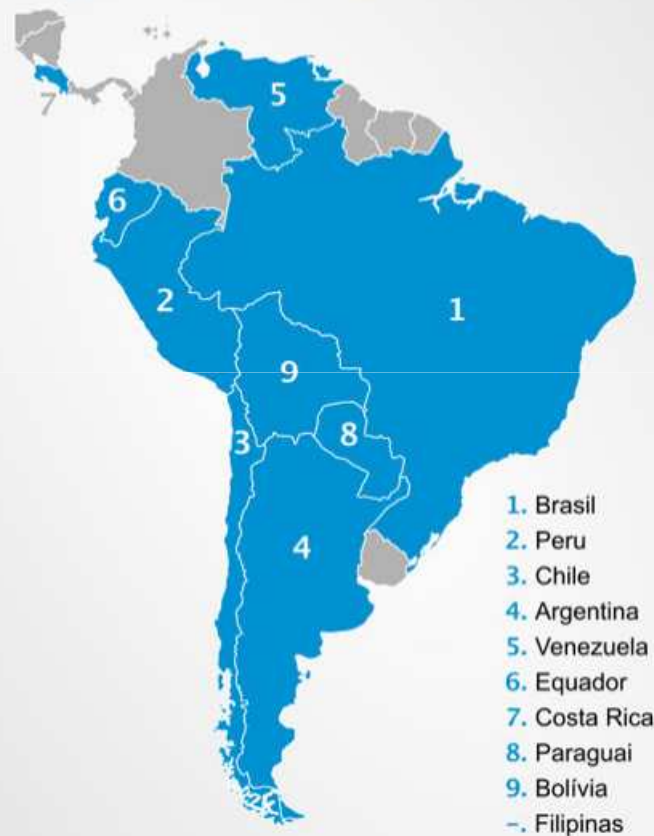 7
5
6
2
1
9
3
8
4
1. Brasil
2. Peru
3. Chile
4. Argentina
5. Venezuela
6. Equador
7. Costa Rica
8. Paraguai
9. Bolívia
-. Filipinas